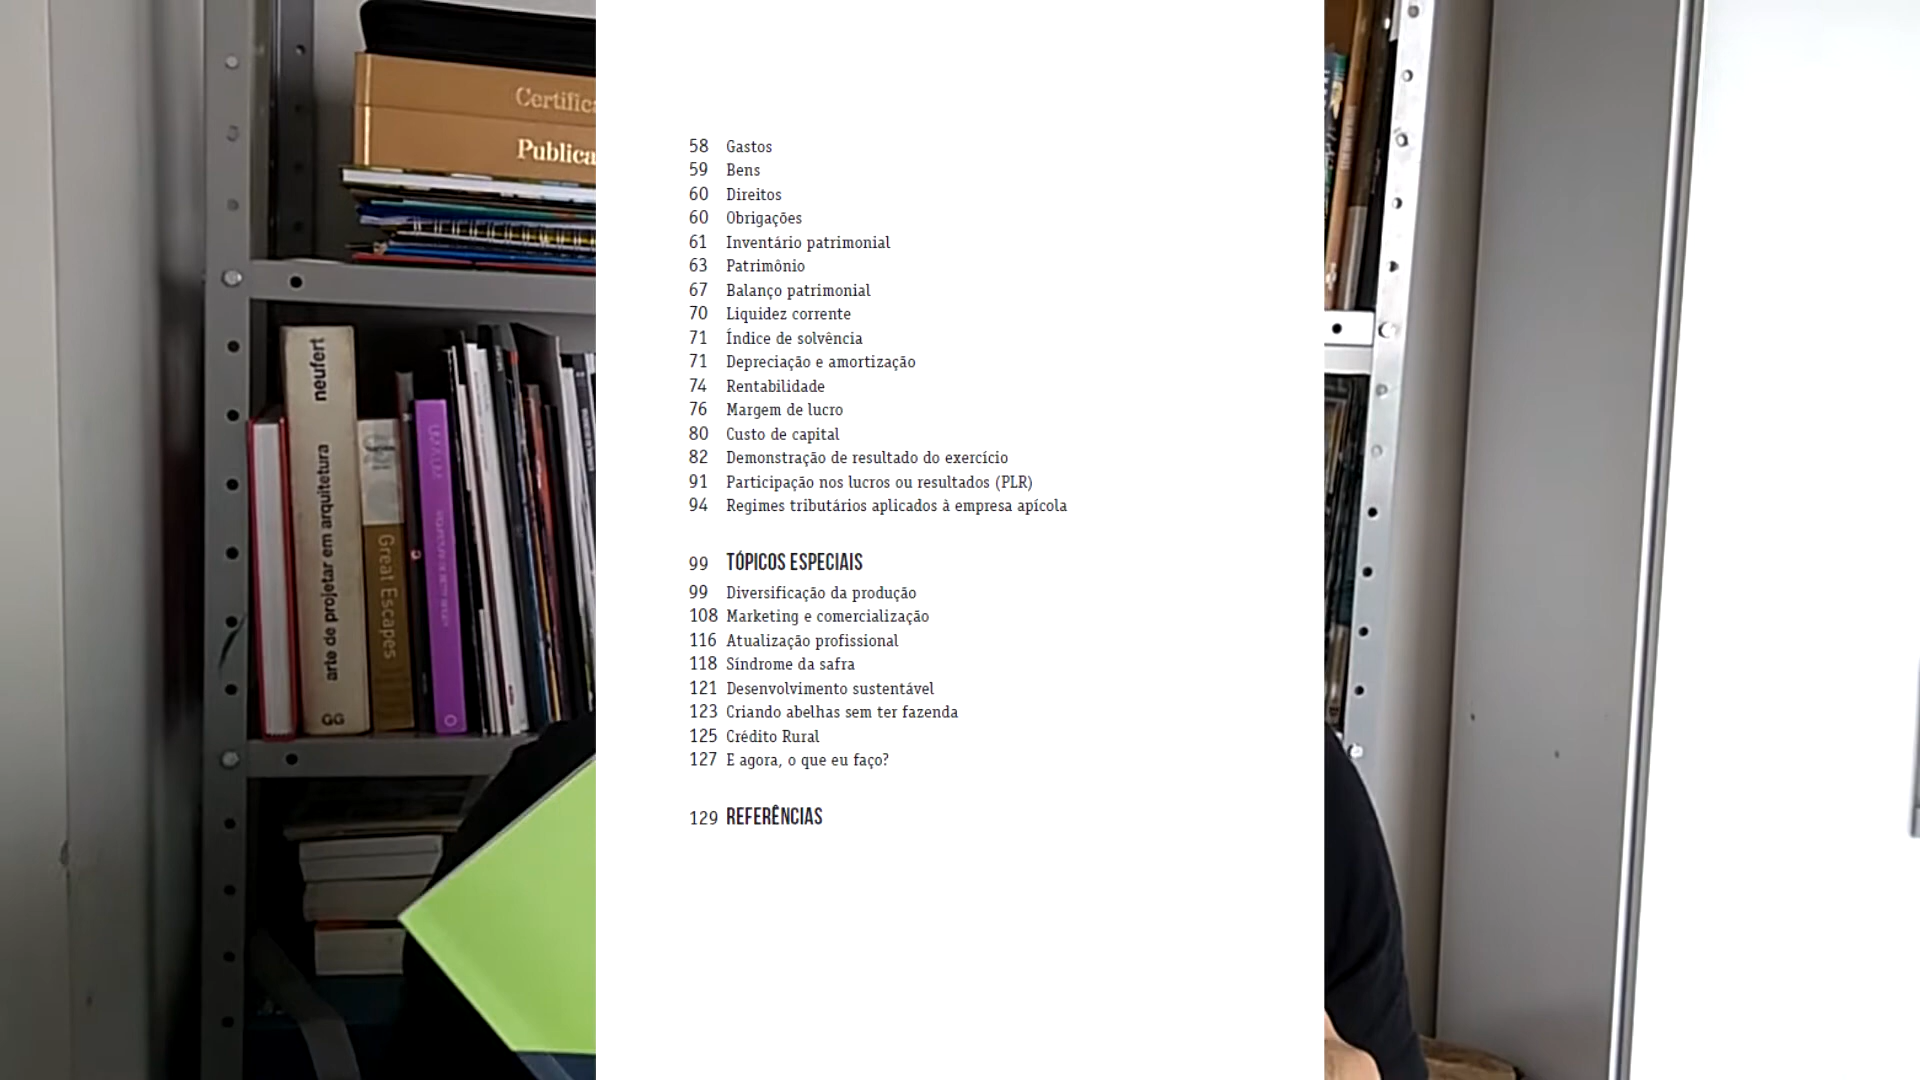 Certific
Publica
neufert
arte de projetar em arquitetura
GG
Great Escapes
58 Gastos
59 Bens
60 Direitos
60 Obrigações
61 Inventário patrimonial
63 Patrimônio
67 Balanço patrimonial
70 Liquidez corrente
71 Índice de solvência
71 Depreciação e amortização
74 Rentabilidade
76 Margem de lucro
80 Custo de capital
82 Demonstração de resultado do exercício
91 Participação nos lucros ou resultados (PLR)
94 Regimes tributários aplicados à empresa apícola
99 TÓPICOS ESPECIAIS
99 Diversificação da produção
108 Marketing e comercialização
116 Atualização profissional
118 Síndrome da safra
121 Desenvolvimento sustentável
123 Criando abelhas sem ter fazenda
125 Crédito Rural
127 E agora, o que eu faço?
129 REFERÊNCIAS